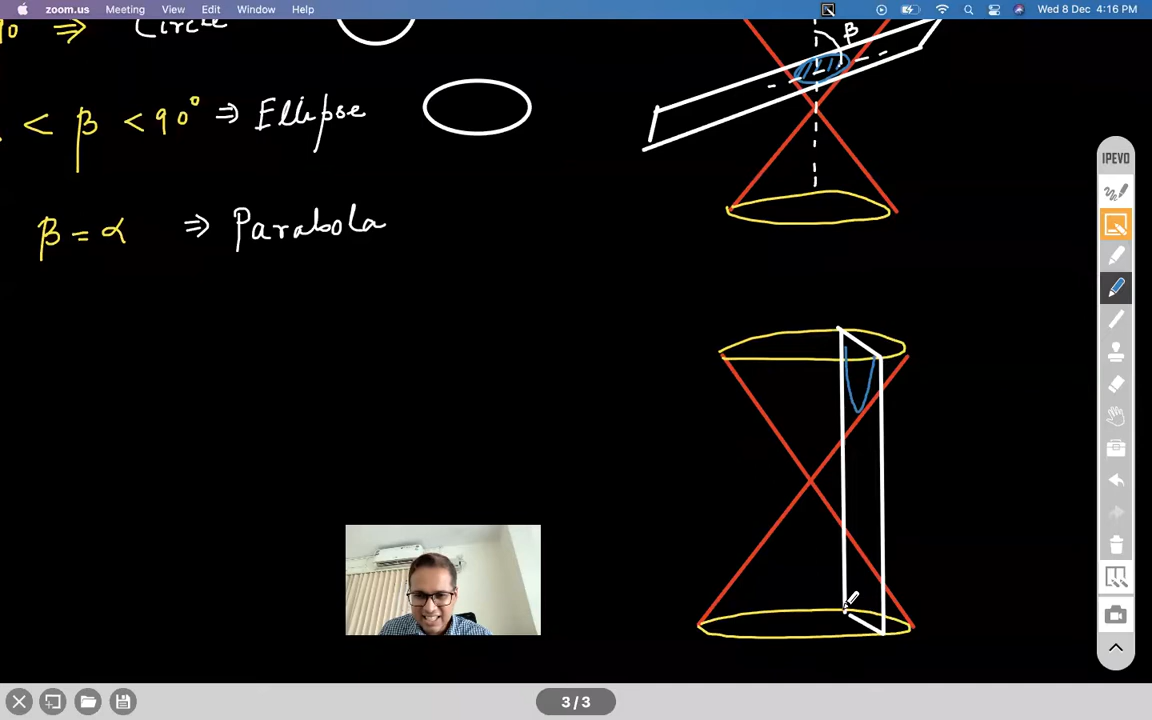 zoom.us Meeting View Edit Window Help Wed 8 Dec 4:16 PM
⇒ Circle
β
< β < 90° ⇒ Ellipse
IPEVO
β = α ⇒ Parabola
3/3